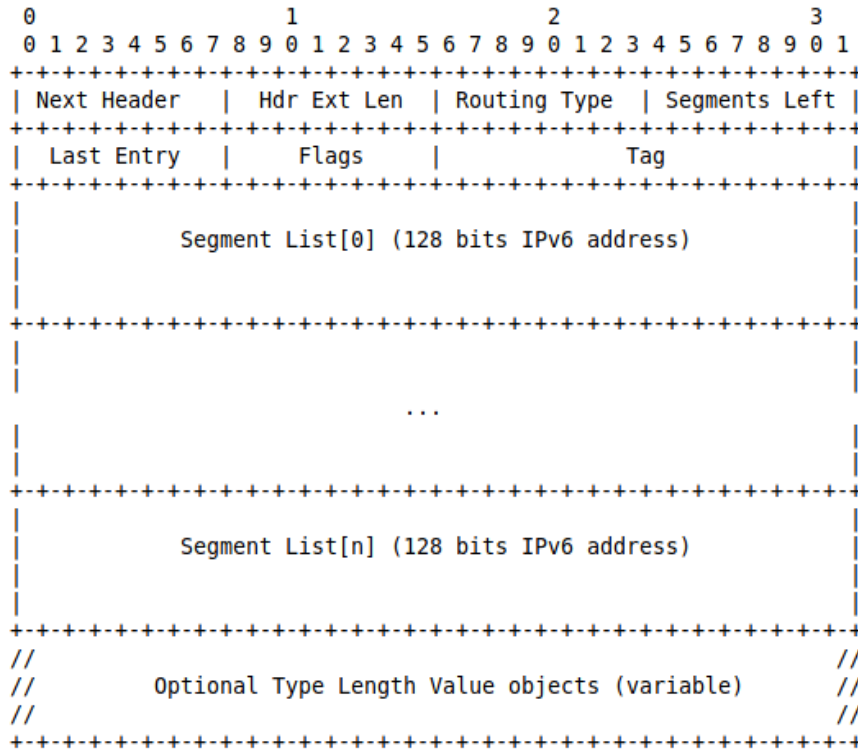 0                   1                   2                   3
 0 1 2 3 4 5 6 7 8 9 0 1 2 3 4 5 6 7 8 9 0 1 2 3 4 5 6 7 8 9 0 1
+-+-+-+-+-+-+-+-+-+-+-+-+-+-+-+-+-+-+-+-+-+-+-+-+-+-+-+-+-+-+-+-+
| Next Header   |  Hdr Ext Len  | Routing Type  | Segments Left |
+-+-+-+-+-+-+-+-+-+-+-+-+-+-+-+-+-+-+-+-+-+-+-+-+-+-+-+-+-+-+-+-+
|  Last Entry   |     Flags     |              Tag              |
+-+-+-+-+-+-+-+-+-+-+-+-+-+-+-+-+-+-+-+-+-+-+-+-+-+-+-+-+-+-+-+-+
|                                                               |
|            Segment List[0] (128 bits IPv6 address)            |
|                                                               |
|                                                               |
+-+-+-+-+-+-+-+-+-+-+-+-+-+-+-+-+-+-+-+-+-+-+-+-+-+-+-+-+-+-+-+-+
|                                                               |
|                                                               |
                              ...
|                                                               |
|                                                               |
+-+-+-+-+-+-+-+-+-+-+-+-+-+-+-+-+-+-+-+-+-+-+-+-+-+-+-+-+-+-+-+-+
|                                                               |
|            Segment List[n] (128 bits IPv6 address)            |
|                                                               |
|                                                               |
+-+-+-+-+-+-+-+-+-+-+-+-+-+-+-+-+-+-+-+-+-+-+-+-+-+-+-+-+-+-+-+-+
//                                                             //
//         Optional Type Length Value objects (variable)       //
//                                                             //
+-+-+-+-+-+-+-+-+-+-+-+-+-+-+-+-+-+-+-+-+-+-+-+-+-+-+-+-+-+-+-+-+